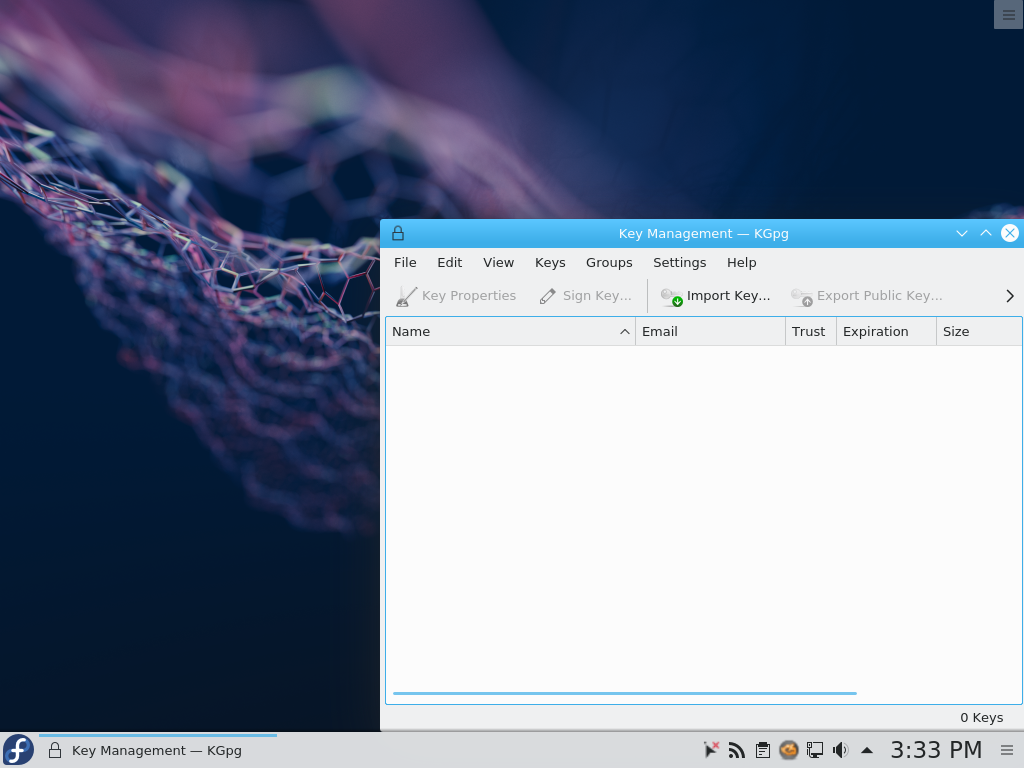 Key Management — KGpg
File Edit View Keys Groups Settings Help
Key Properties Sign Key... Import Key... Export Public Key...
Name Email Trust Expiration Size
0 Keys
Key Management — KGpg 3:33 PM